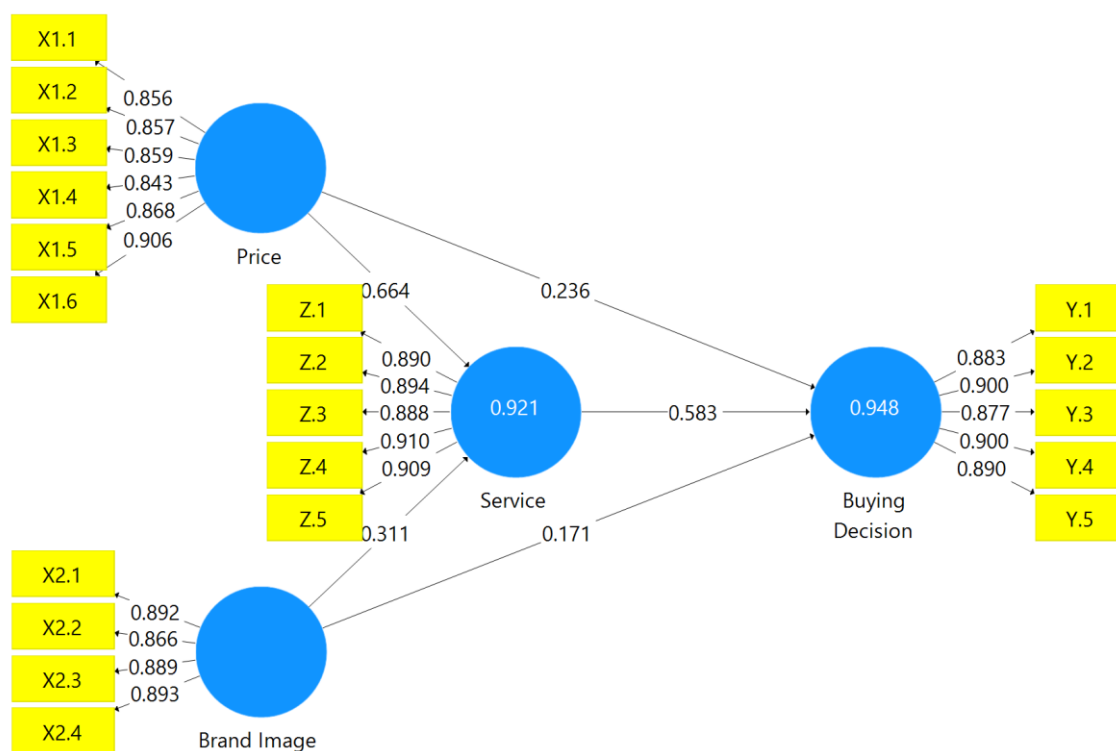 X1.1
X1.2
X1.3
X1.4
X1.5
X1.6
0.856
0.857
0.859
0.843
0.868
0.906
Price
0.664
0.236
Z.1
Z.2
Z.3
Z.4
Z.5
0.890
0.894
0.888
0.910
0.909
0.921
Service
0.583
0.948
Buying
Decision
0.883
0.900
0.877
0.900
0.890
Y.1
Y.2
Y.3
Y.4
Y.5
0.311
0.171
X2.1
X2.2
X2.3
X2.4
0.892
0.866
0.889
0.893
Brand Image